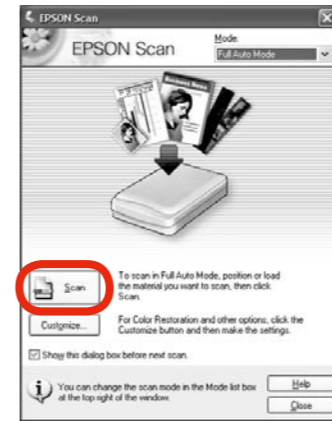 EPSON Scan
EPSON Scan
Mode:
Full Auto Mode
Business News
Scan
To scan in Full Auto Mode, position or load
the material you want to scan, then click
Scan.
Customize...
For Color Restoration and other options, click the
Customize button and then make the settings.
Show this dialog box before next scan.
You can change the scan mode in the Mode list box
at the top right of the window.
Help
Close